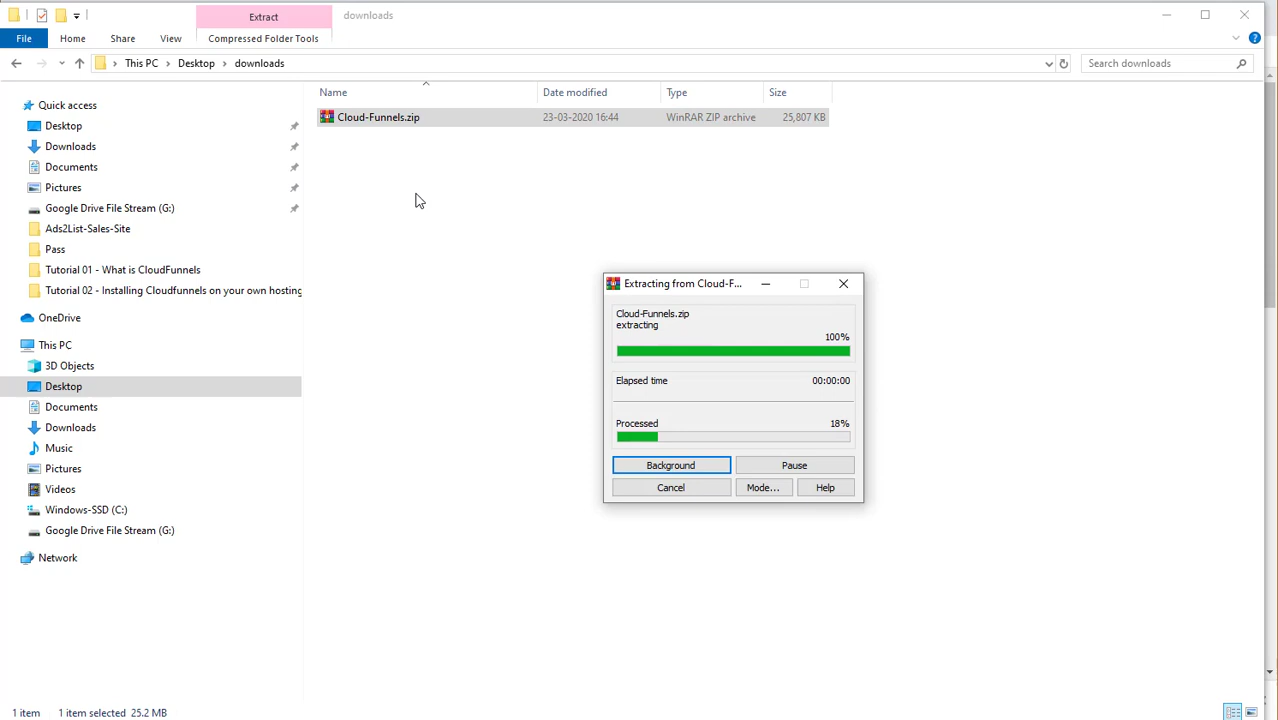 Extract
downloads
File
Home
Share
View
Compressed Folder Tools
This PC
Desktop
downloads
Search downloads
Name
Date modified
Type
Size
Cloud-Funnels.zip
23-03-2020 16:44
WinRAR ZIP archive
25,807 KB
Quick access
Desktop
Downloads
Documents
Pictures
Google Drive File Stream (G:)
Ads2List-Sales-Site
Pass
Tutorial 01 - What is CloudFunnels
Tutorial 02 - Installing Cloudfunnels on your own hosting
OneDrive
This PC
3D Objects
Desktop
Documents
Downloads
Music
Pictures
Videos
Windows-SSD (C:)
Google Drive File Stream (G:)
Network
Extracting from Cloud-F...
Cloud-Funnels.zip
extracting
100%
Elapsed time
00:00:00
Processed
18%
Background
Pause
Cancel
Mode...
Help
1 item
1 item selected 25.2 MB